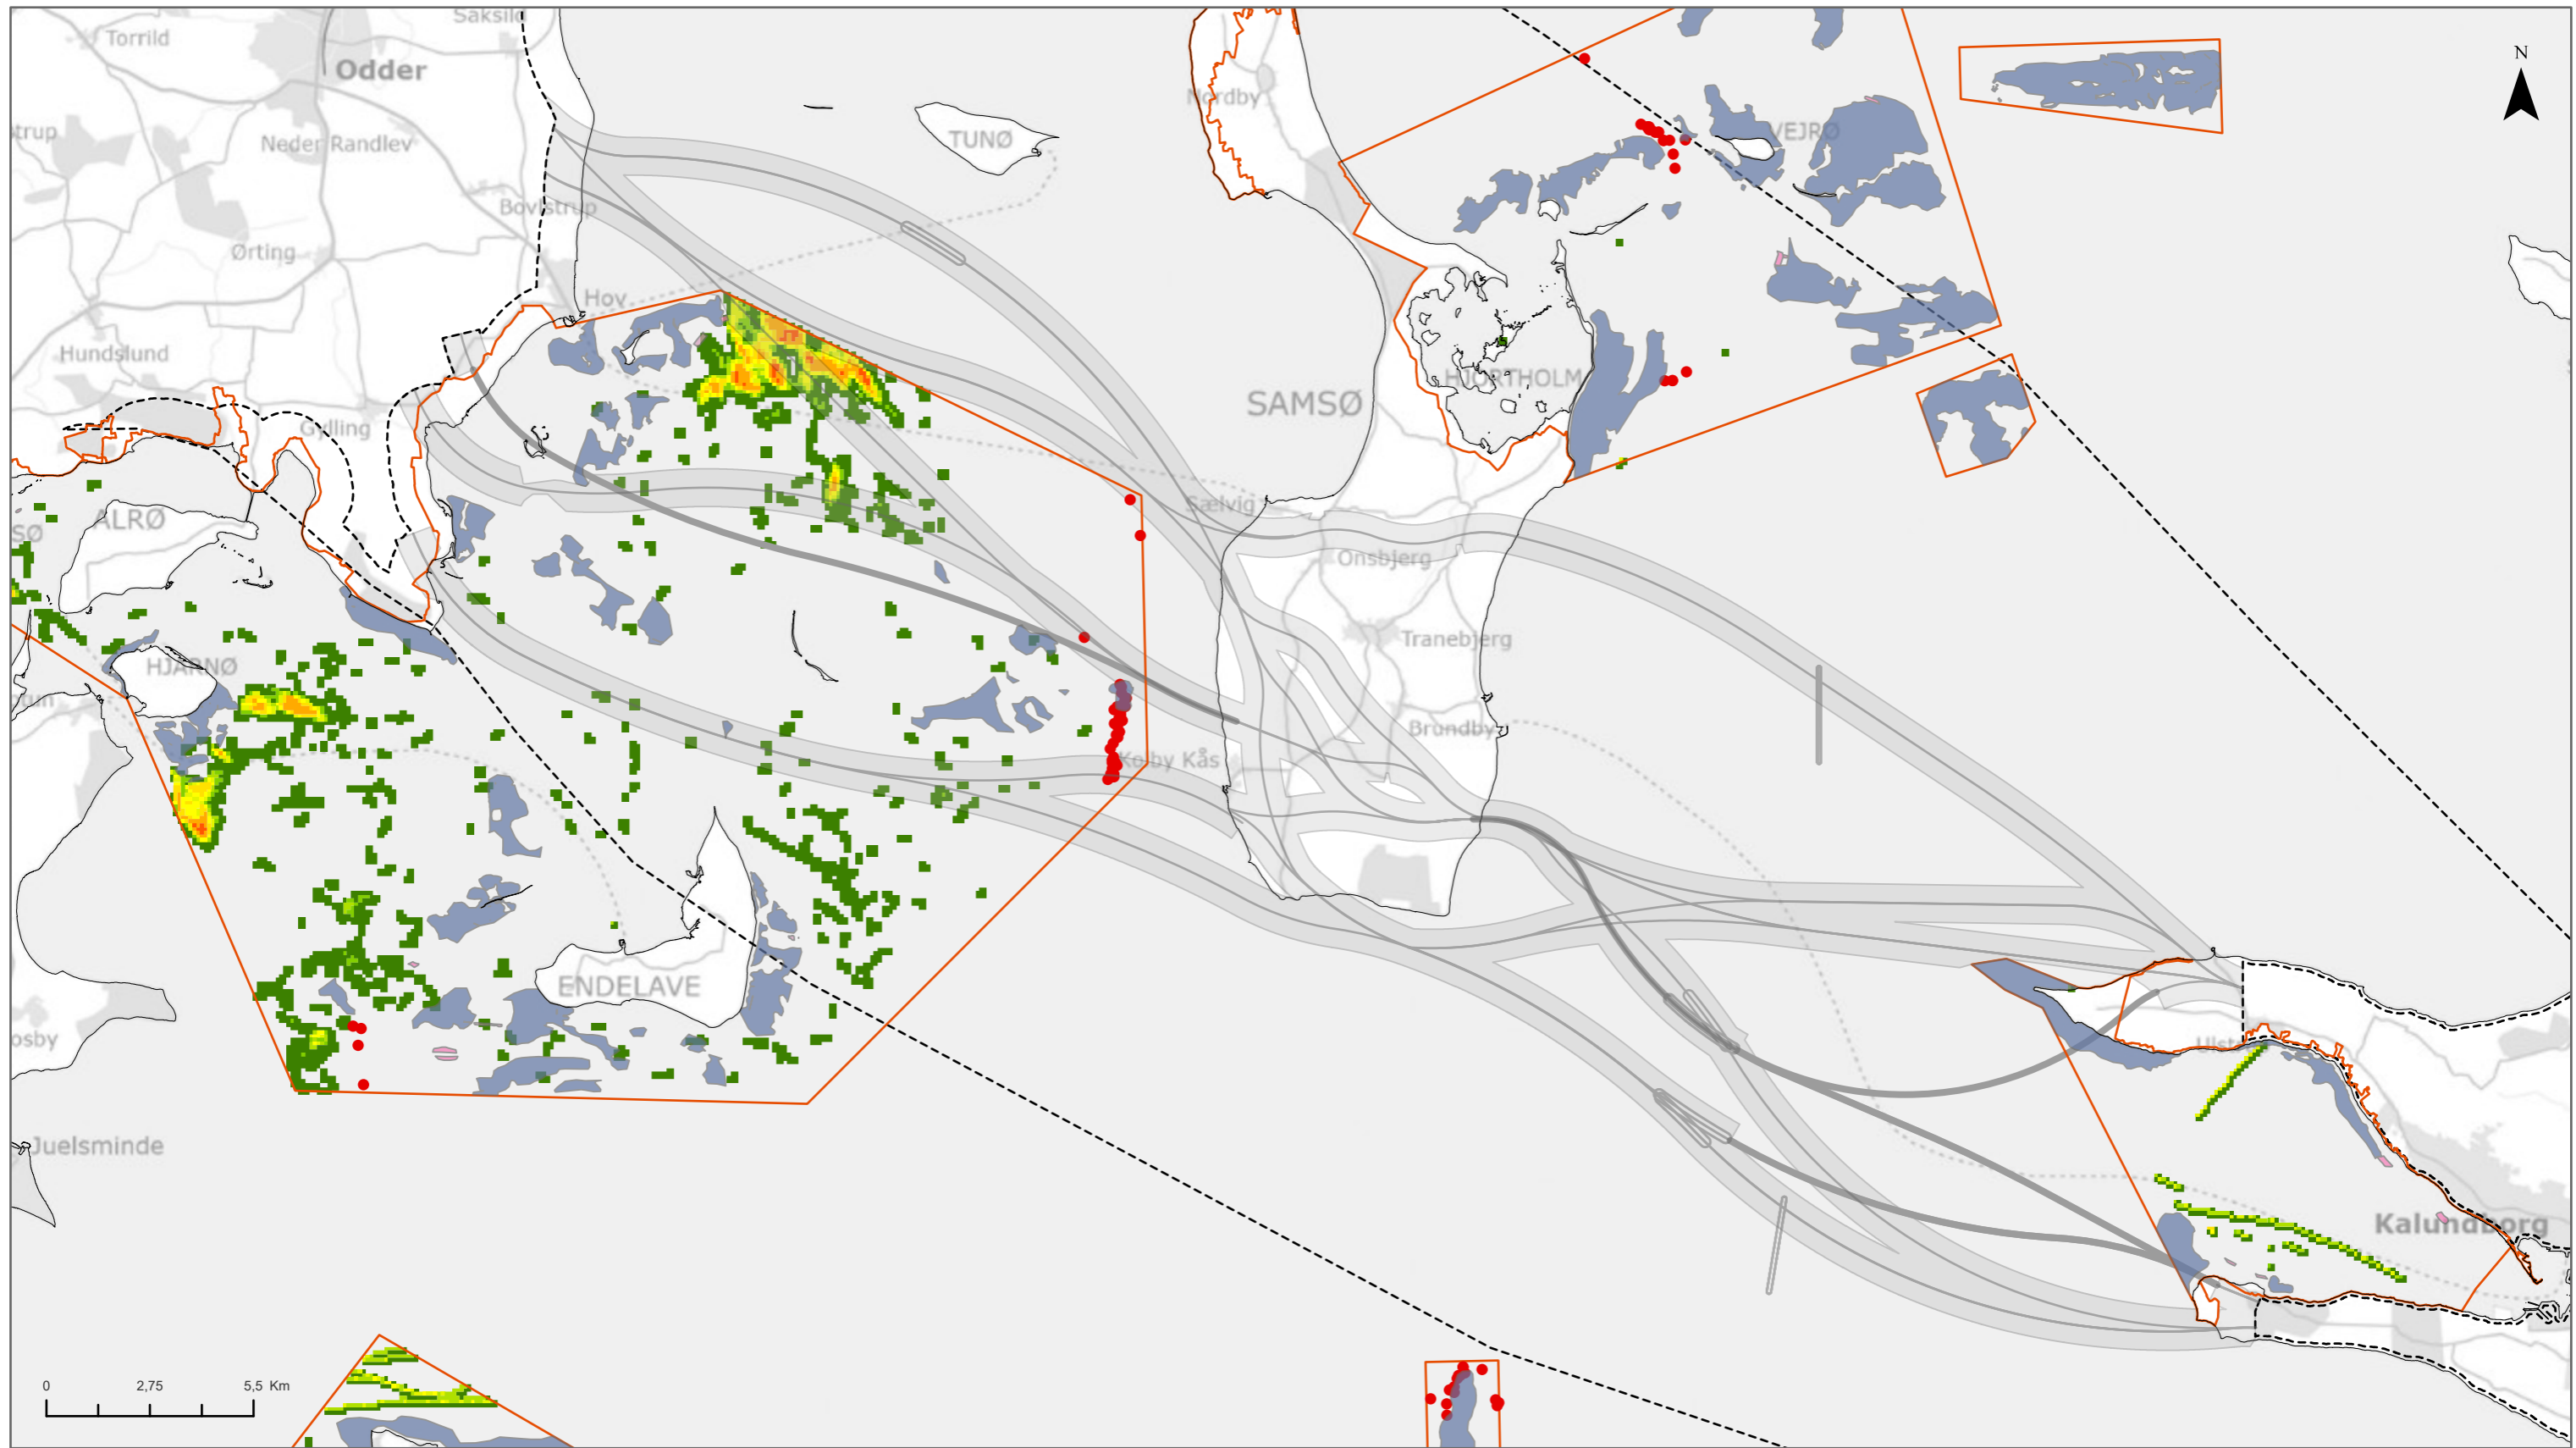 Saksild
Torrild
Odder
N
Nordby
trup
Neder Randlev
TUNØ
VEJRØ
Bovlstrup
Ørting
Hov
Hundslund
HJORTHOLM
SAMSØ
Gylling
Sælvig
ALRØ
SØ
Onsbjerg
Tranebjerg
HJARNØ
Brundby
Kolby Kås
ENDELAVE
osby
Juelsminde
Kalundborg
0 2,75 5,5 Km